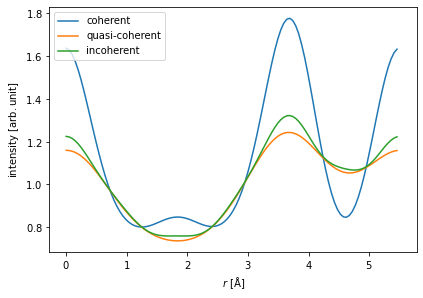 coherent
quasi-coherent
incoherent
intensity [arb. unit]
1.8
1.6
1.4
1.2
1.0
0.8
0 1 2 3 4 5
r [Å]